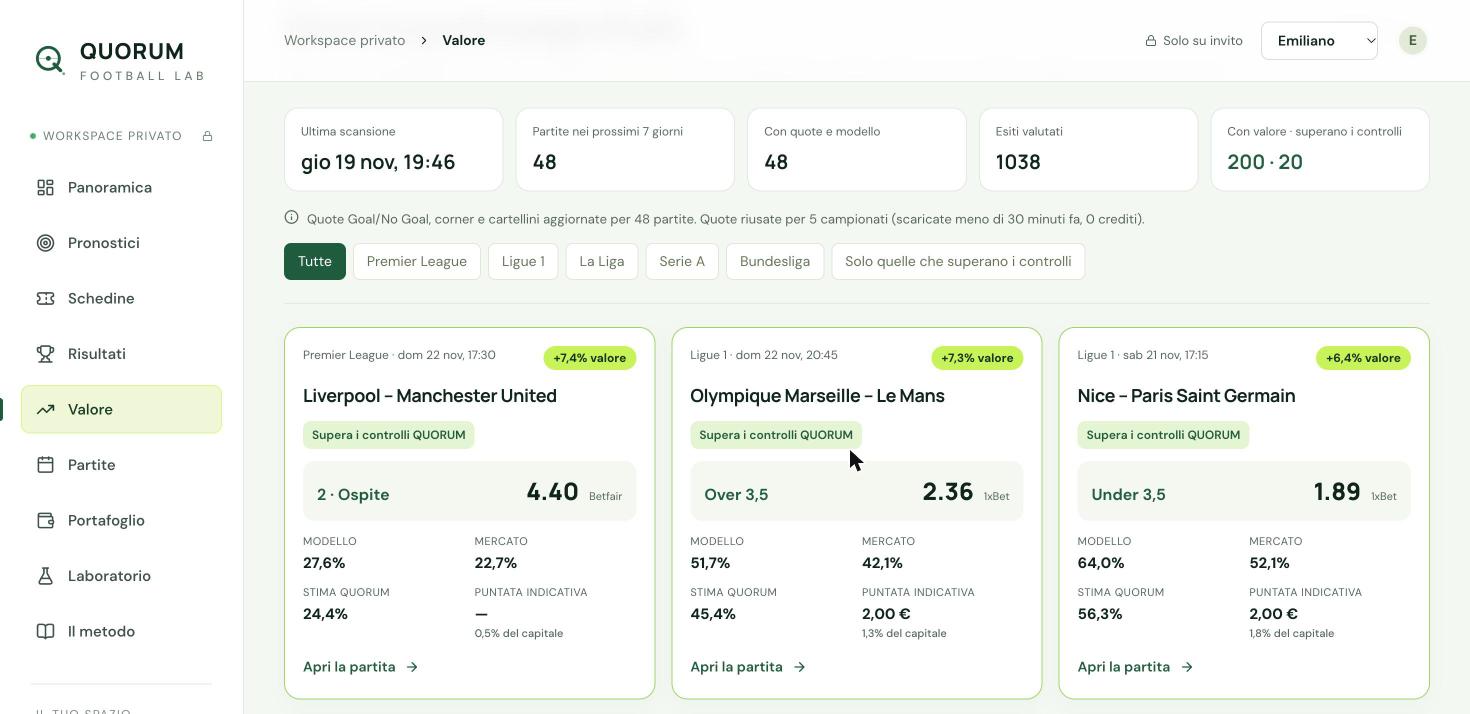 QUORUM
FOOTBALL LAB
WORKSPACE PRIVATO
Panoramica
Pronostici
Schedine
Risultati
Valore
Partite
Portafoglio
Laboratorio
Il metodo
IL TUO SPAZIO
Workspace privato > Valore
Solo su invito
Emiliano
E
Ultima scansione
gio 19 nov, 19:46
Partite nei prossimi 7 giorni
48
Con quote e modello
48
Esiti valutati
1038
Con valore · superano i controlli
200 · 20
Quote Goal/No Goal, corner e cartellini aggiornate per 48 partite. Quote riusate per 5 campionati (scaricate meno di 30 minuti fa, 0 crediti).
Tutte
Premier League
Ligue 1
La Liga
Serie A
Bundesliga
Solo quelle che superano i controlli
Premier League · dom 22 nov, 17:30
+7,4% valore
Liverpool – Manchester United
Supera i controlli QUORUM
2 · Ospite
4.40 Betfair
MODELLO
27,6%
MERCATO
22,7%
STIMA QUORUM
24,4%
PUNTATA INDICATIVA
—
0,5% del capitale
Apri la partita →
Ligue 1 · dom 22 nov, 20:45
+7,3% valore
Olympique Marseille – Le Mans
Supera i controlli QUORUM
Over 3,5
2.36 1xBet
MODELLO
51,7%
MERCATO
42,1%
STIMA QUORUM
45,4%
PUNTATA INDICATIVA
2,00 €
1,3% del capitale
Apri la partita →
Ligue 1 · sab 21 nov, 17:15
+6,4% valore
Nice – Paris Saint Germain
Supera i controlli QUORUM
Under 3,5
1.89 1xBet
MODELLO
64,0%
MERCATO
52,1%
STIMA QUORUM
56,3%
PUNTATA INDICATIVA
2,00 €
1,8% del capitale
Apri la partita →